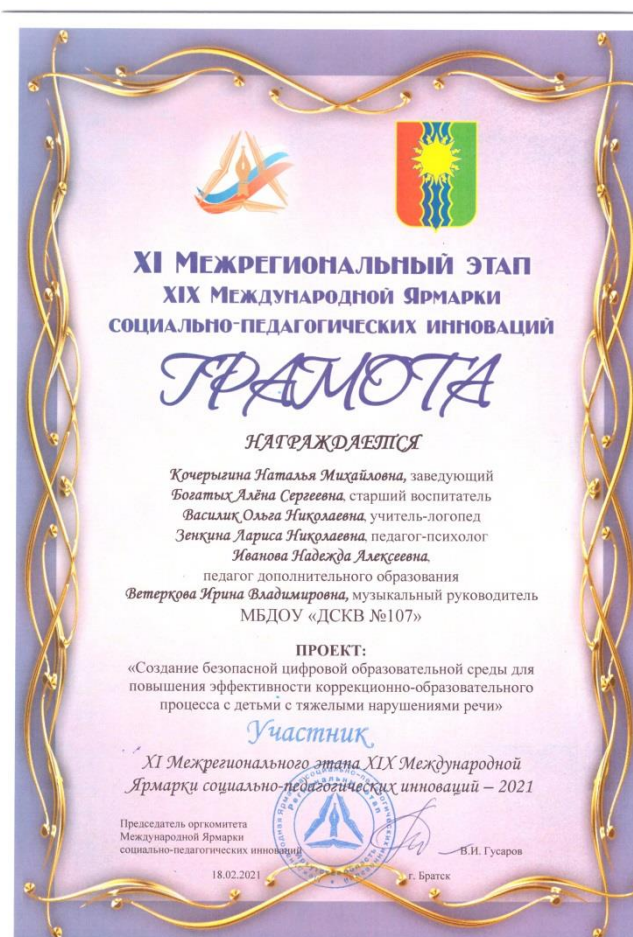 XI МЕЖРЕГИОНАЛЬНЫЙ ЭТАП
XIX МЕЖДУНАРОДНОЙ ЯРМАРКИ
СОЦИАЛЬНО-ПЕДАГОГИЧЕСКИХ ИННОВАЦИЙ
ГРАМОТА
НАГРАЖДАЕТСЯ
Кочерыгина Наталья Михайловна, заведующий
Богатых Алёна Сергеевна, старший воспитатель
Василик Ольга Николаевна, учитель-логопед
Зенкина Лариса Николаевна, педагог-психолог
Иванова Надежда Алексеевна,
педагог дополнительного образования
Ветеркова Ирина Владимировна, музыкальный руководитель
МБДОУ «ДСКВ №107»
ПРОЕКТ:
«Создание безопасной цифровой образовательной среды для
повышения эффективности коррекционно-образовательного
процесса с детьми с тяжелыми нарушениями речи»
Участник
XI Межрегионального этапа XIX Международной
Ярмарки социально-педагогических инноваций – 2021
Председатель оргкомитета
Международной Ярмарки
социально-педагогических инноваций
В.И. Гусаров
18.02.2021
г. Братск